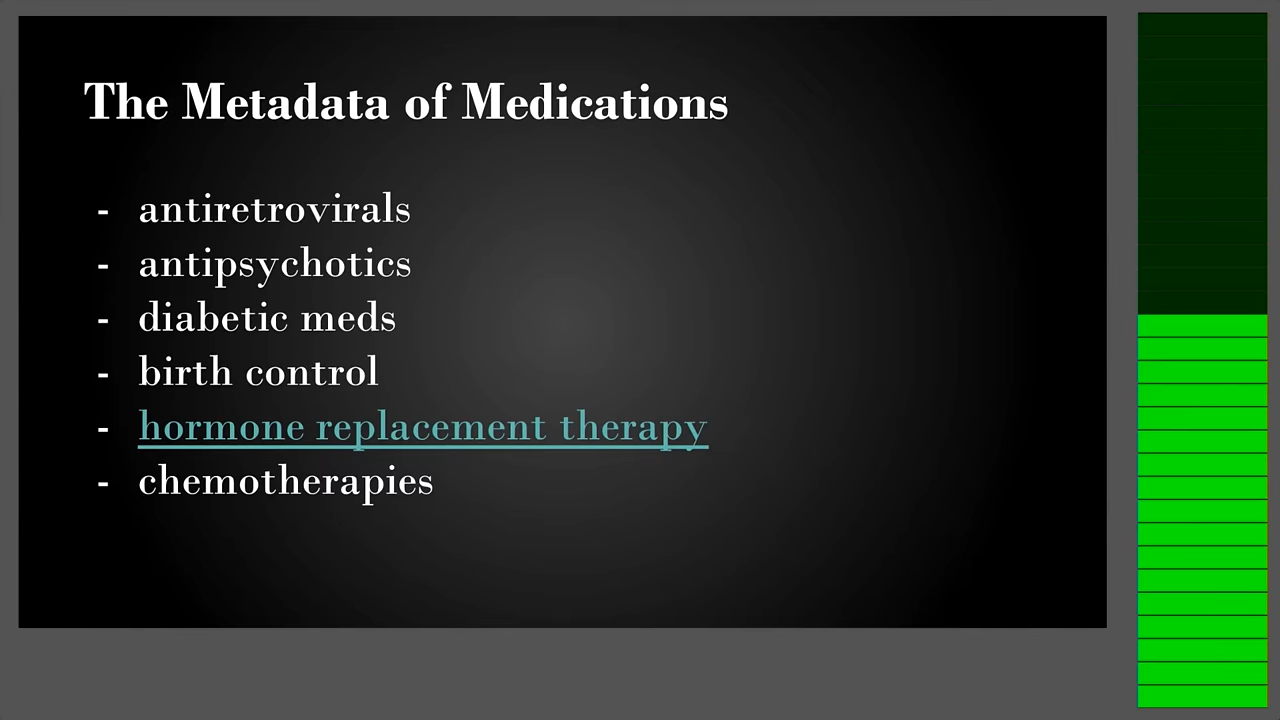 The Metadata of Medications
- antiretrovirals
- antipsychotics
- diabetic meds
- birth control
- hormone replacement therapy
- chemotherapies